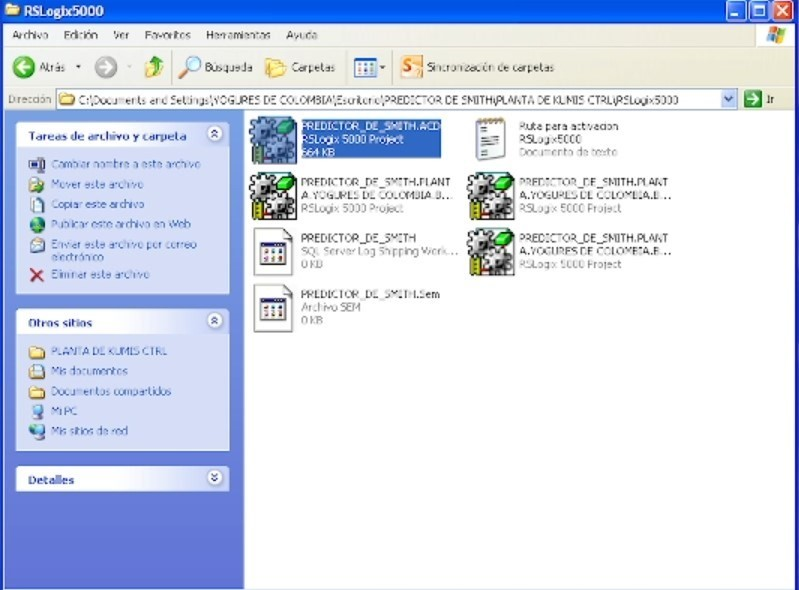 RSLogix5000
Archivo Edición Ver Favoritos Herramientas Ayuda
Atrás Búsqueda Carpetas Sincronización de carpetas
Dirección C:\Documents and Settings\YOGURES DE COLOMBIA\Escritorio\PREDICTOR DE SMITH\PLANTA DE KUMIS CTRL\RSLogix5000 Ir
Tareas de archivo y carpeta
Cambiar nombre a este archivo
Mover este archivo
Copiar este archivo
Publicar este archivo en Web
Enviar este archivo por correo
electrónico
Eliminar este archivo
Otros sitios
PLANTA DE KUMIS CTRL
Mis documentos
Documentos compartidos
Mi PC
Mis sitios de red
Detalles
PREDICTOR_DE_SMITH.ACD
RSLogix 5000 Project
664 KB
Ruta para activacion
RSLogix5000
Documento de texto
PREDICTOR_DE_SMITH.PLANT
A.YOGURES DE COLOMBIA.B...
RSLogix 5000 Project
PREDICTOR_DE_SMITH.PLANT
A.YOGURES DE COLOMBIA.B...
RSLogix 5000 Project
PREDICTOR_DE_SMITH
SQL Server Log Shipping Work...
0 KB
PREDICTOR_DE_SMITH.PLANT
A.YOGURES DE COLOMBIA.B...
RSLogix 5000 Project
PREDICTOR_DE_SMITH.Sem
Archivo SEM
0 KB